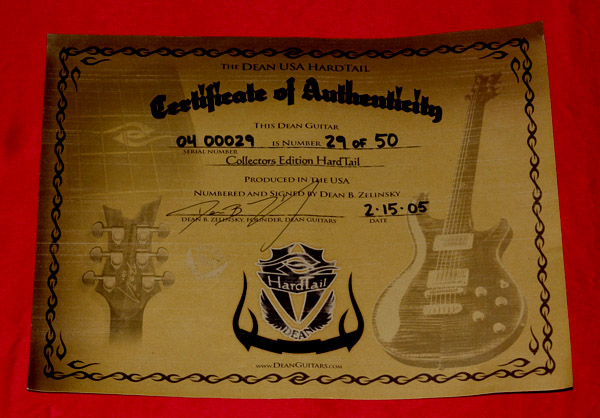 The Dean USA HardTail
Certificate of Authenticity
This Dean Guitar
04 00029 is Number 29 of 50
Serial Number
Collectors Edition HardTail
Produced in the USA
Numbered and Signed by Dean B. Zelinsky
2-15-05
Dean B. Zelinsky, Founder, Dean Guitars Date
HardTail
DEAN
www.DeanGuitars.com